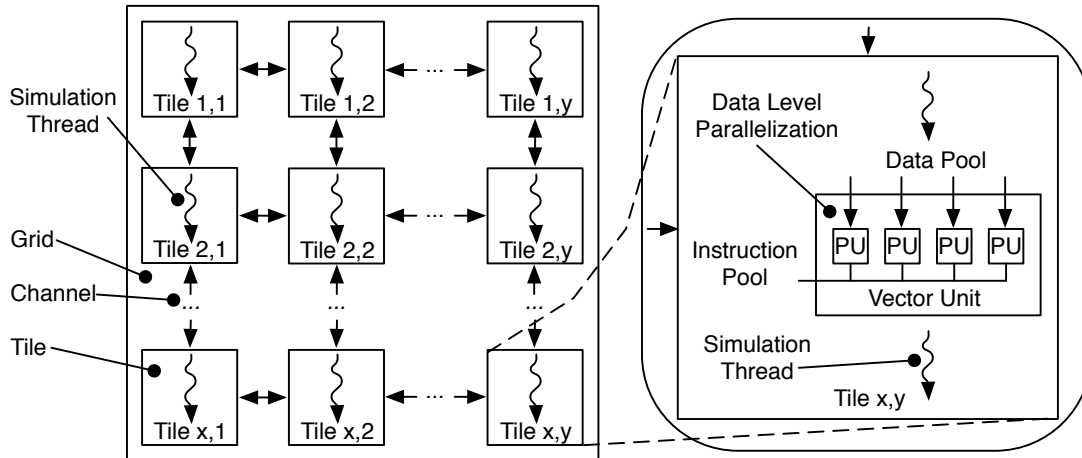 Tile 1,1
Tile 1,2
...
Tile 1,y
Simulation
Thread
Tile 2,1
Tile 2,2
...
Tile 2,y
Grid
Channel
...
...
...
Tile
Tile x,1
Tile x,2
...
Tile x,y
Data Level
Parallelization
Data Pool
PU PU PU PU
Instruction
Pool
Vector Unit
Simulation
Thread
Tile x,y